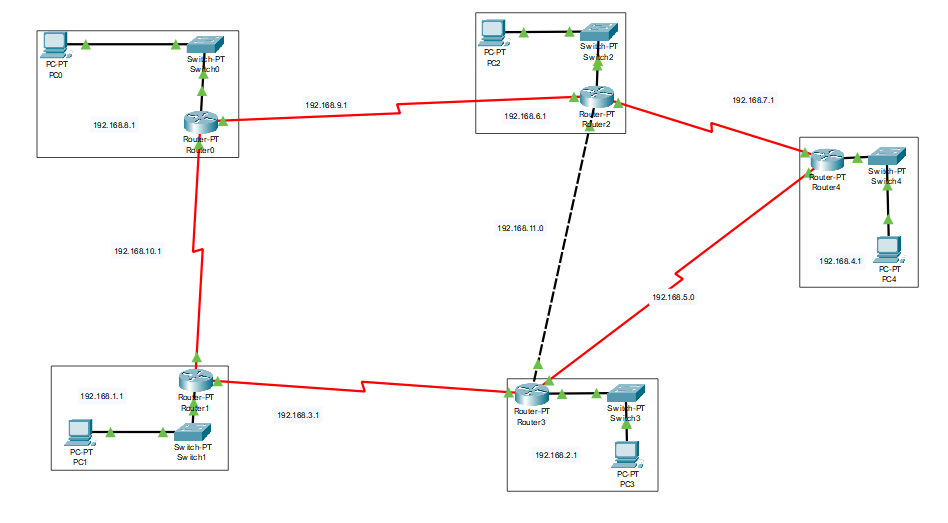 PC-PT
PC0
Switch-PT
Switch0
192.168.8.1
Router-PT
Router0
192.168.9.1
PC-PT
PC2
Switch-PT
Switch2
192.168.6.1
Router-PT
Router2
192.168.7.1
Router-PT
Router4
Switch-PT
Switch4
192.168.4.1
PC-PT
PC4
192.168.10.1
192.168.11.0
192.168.5.0
192.168.1.1
Router-PT
Router1
PC-PT
PC1
Switch-PT
Switch1
192.168.3.1
Router-PT
Router3
Switch-PT
Switch3
192.168.2.1
PC-PT
PC3